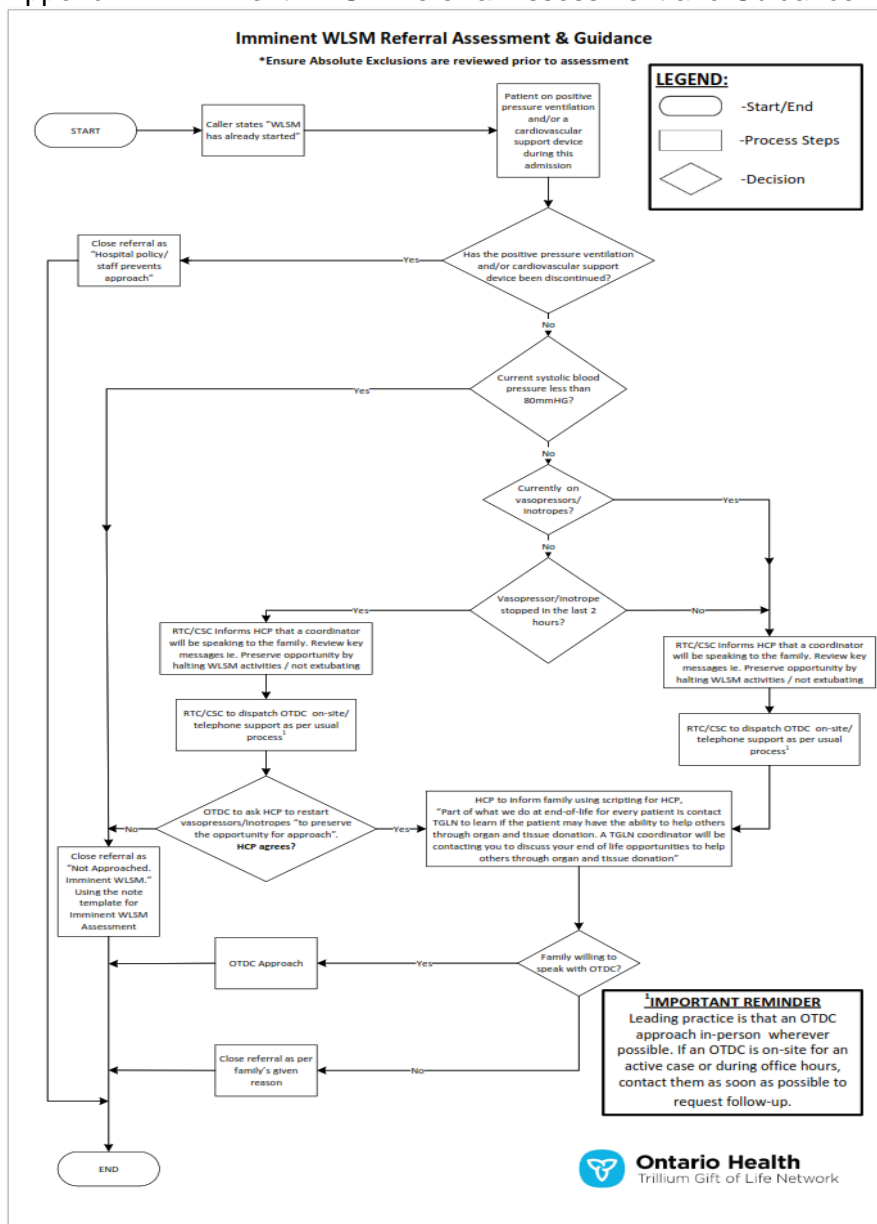 Imminent WLSM Referral Assessment & Guidance
*Ensure Absolute Exclusions are reviewed prior to assessment
LEGEND:
-Start/End
-Process Steps
-Decision
START
Caller states "WLSM
has already started"
Patient on positive
pressure ventilation
and/or a
cardiovascular
support device
during this
admission
Close referral as
"Hospital policy/
staff prevents
approach"
Yes
Has the positive pressure ventilation
and/or cardiovascular support
device been discontinued?
No
Yes
Current systolic blood
pressure less than
80mmHG?
No
Currently on
vasopressors/
inotropes?
Yes
No
Yes
Vasopressor/inotrope
stopped in the last 2
hours?
No
RTC/CSC informs HCP that a coordinator
will be speaking to the family. Review key
messages ie. Preserve opportunity by
halting WLSM activities / not extubating
RTC/CSC informs HCP that a coordinator
will be speaking to the family. Review key
messages ie. Preserve opportunity by
halting WLSM activities / not extubating
RTC/CSC to dispatch OTDC on-site/
telephone support as per usual
process1
RTC/CSC to dispatch OTDC on-site/
telephone support as per usual
process1
No
OTDC to ask HCP to restart
vasopressors/inotropes "to preserve
the opportunity for approach".
HCP agrees?
Yes
HCP to inform family using scripting for HCP,
"Part of what we do at end-of-life for every patient is contact
TGLN to learn if the patient may have the ability to help others
through organ and tissue donation. A TGLN coordinator will be
contacting you to discuss your end of life opportunities to help
others through organ and tissue donation"
Close referral as
"Not Approached.
Imminent WLSM."
Using the note
template for
Imminent WLSM
Assessment
OTDC Approach
Yes
Family willing to
speak with OTDC?
Close referral as per
family's given
reason
No
1IMPORTANT REMINDER
Leading practice is that an OTDC
approach in-person wherever
possible. If an OTDC is on-site for an
active case or during office hours,
contact them as soon as possible to
request follow-up.
END
Ontario Health
Trillium Gift of Life Network